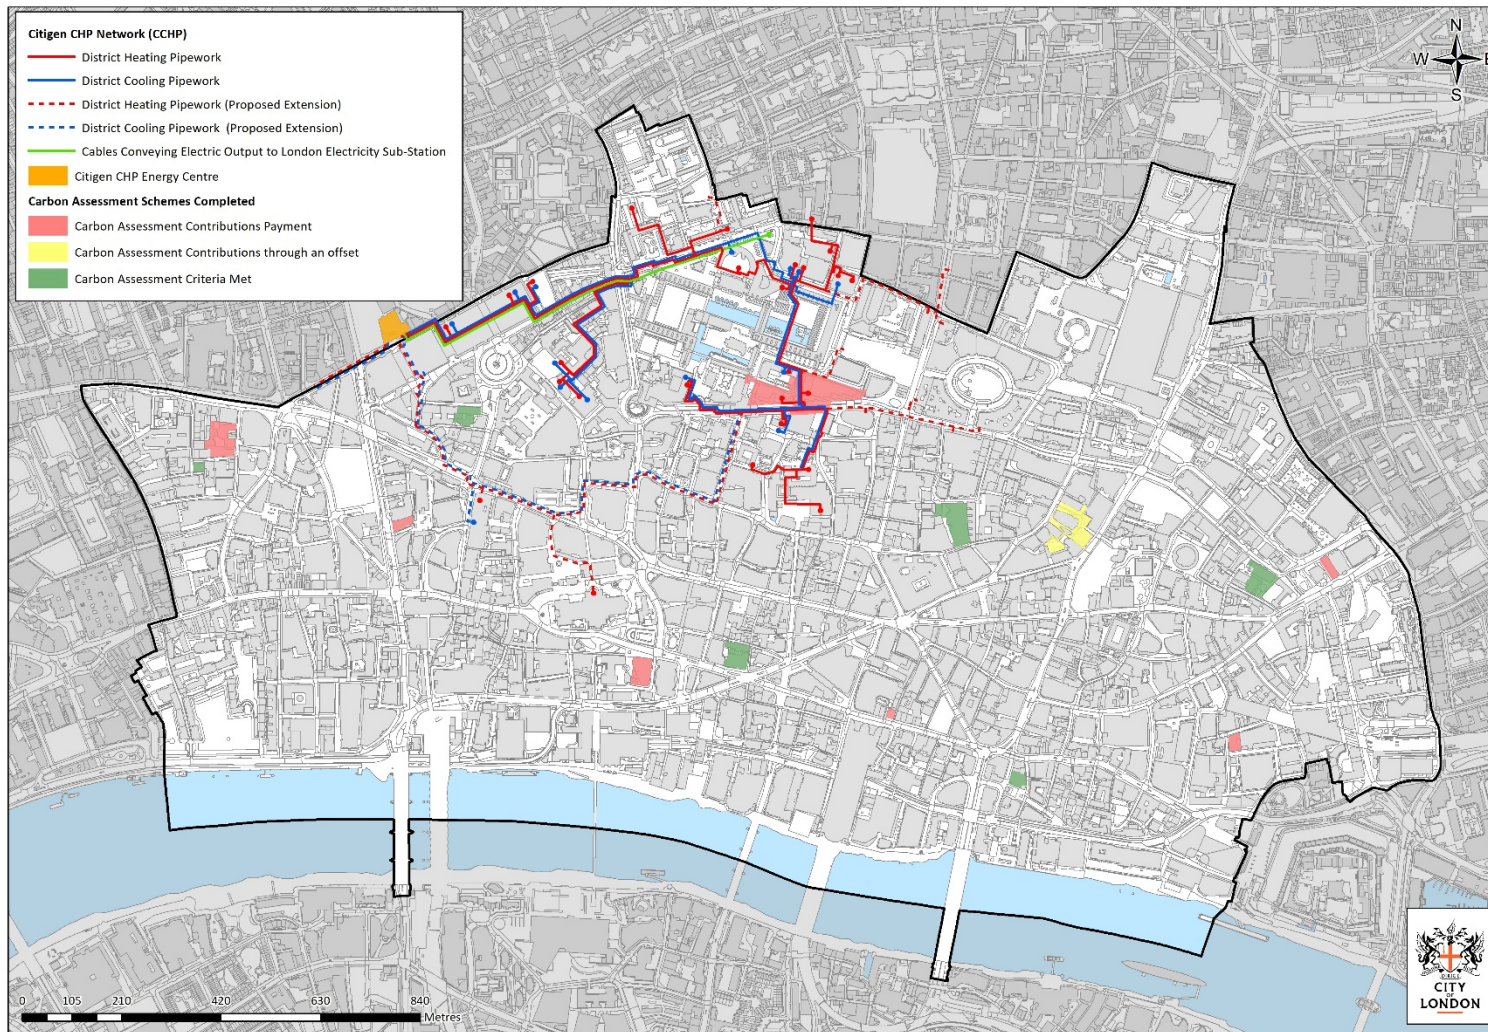 Citigen CHP Network (CCHP)
District Heating Pipework
District Cooling Pipework
District Heating Pipework (Proposed Extension)
District Cooling Pipework (Proposed Extension)
Cables Conveying Electric Output to London Electricity Sub-Station
Citigen CHP Energy Centre
Carbon Assessment Schemes Completed
Carbon Assessment Contributions Payment
Carbon Assessment Contributions through an offset
Carbon Assessment Criteria Met
N
W E
S
0 105 210 420 630 840
Metres
CITY
OF
LONDON